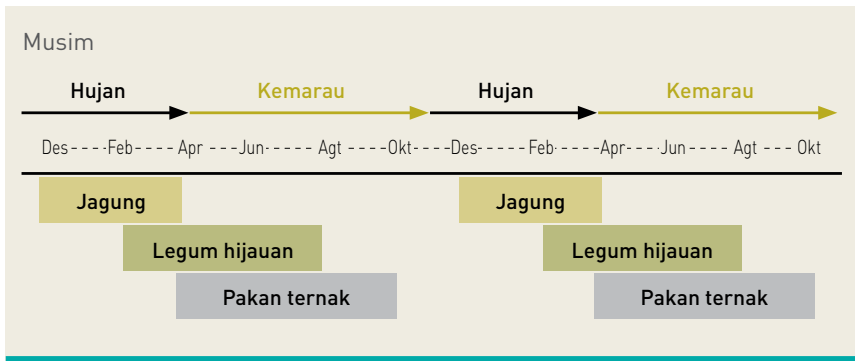 Musim
Hujan Kemarau Hujan Kemarau
Des - - - -Feb- - - - Apr - - -Jun- - - - - Agt - - - -Okt- - - -Des- - - - - Feb- - - - -Apr- - - -Jun - - - - Agt - - - Okt
Jagung Jagung
Legum hijauan Legum hijauan
Pakan ternak Pakan ternak